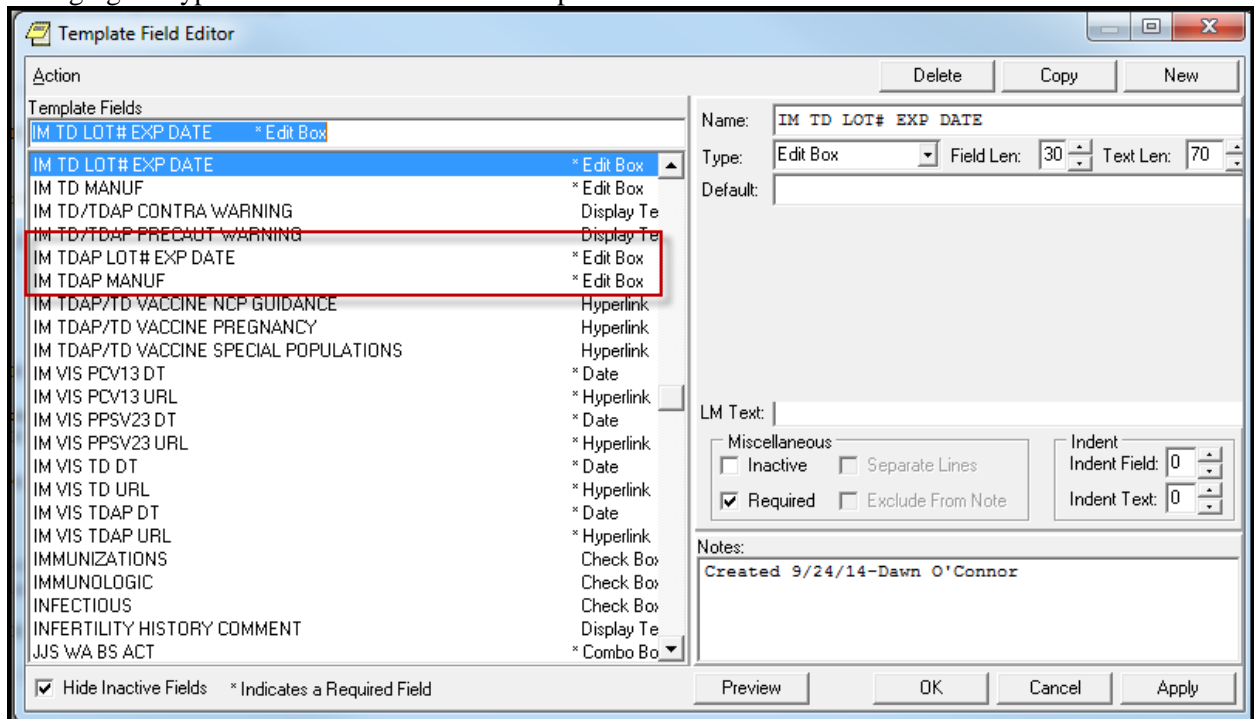 Template Field Editor
Action Delete Copy New
Template Fields
IM TD LOT# EXP DATE * Edit Box
IM TD LOT# EXP DATE * Edit Box
IM TD MANUF * Edit Box
IM TD/TDAP CONTRA WARNING Display Te
IM TD/TDAP PRECAUT WARNING Display Te
IM TDAP LOT# EXP DATE * Edit Box
IM TDAP MANUF * Edit Box
IM TDAP/TD VACCINE NCP GUIDANCE Hyperlink
IM TDAP/TD VACCINE PREGNANCY Hyperlink
IM TDAP/TD VACCINE SPECIAL POPULATIONS Hyperlink
IM VIS PCV13 DT * Date
IM VIS PCV13 URL * Hyperlink
IM VIS PPSV23 DT * Date
IM VIS PPSV23 URL * Hyperlink
IM VIS TD DT * Date
IM VIS TD URL * Hyperlink
IM VIS TDAP DT * Date
IM VIS TDAP URL * Hyperlink
IMMUNIZATIONS Check Box
IMMUNOLOGIC Check Box
INFECTIOUS Check Box
INFERTILITY HISTORY COMMENT Display Te
JJS WA BS ACT * Combo Bo
Hide Inactive Fields * Indicates a Required Field
Name: IM TD LOT# EXP DATE
Type: Edit Box Field Len: 30 Text Len: 70
Default:
LM Text:
Miscellaneous Indent
Inactive Separate Lines Indent Field: 0
Required Exclude From Note Indent Text: 0
Notes:
Created 9/24/14-Dawn O'Connor
Preview OK Cancel Apply